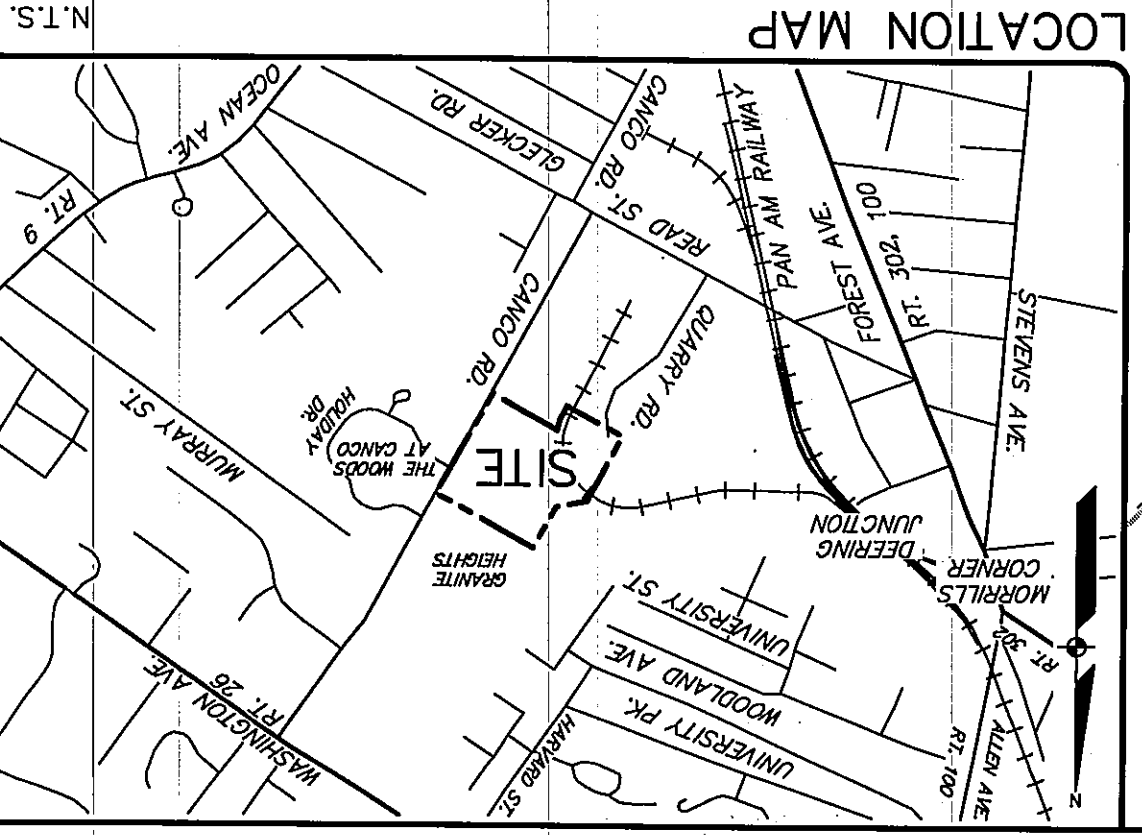 N
ALLEN AVE.
RT. 100
RT. 302
MORRILLS
CORNER
UNIVERSITY PK.
WOODLAND AVE.
UNIVERSITY ST.
HARVARD ST.
WASHINGTON AVE.
RT. 26
DEERING
JUNCTION
GRANITE
HEIGHTS
SITE
THE WOODS
AT CANCO
HOLIDAY
DR.
MURRAY ST.
STEVENS AVE.
FOREST AVE.
RT. 302, 100
PAN AM RAILWAY
QUARRY RD.
CANCO RD.
READ ST.
CANCO RD.
GLECKER RD.
RT. 9
OCEAN AVE.
LOCATION MAP
N.T.S.